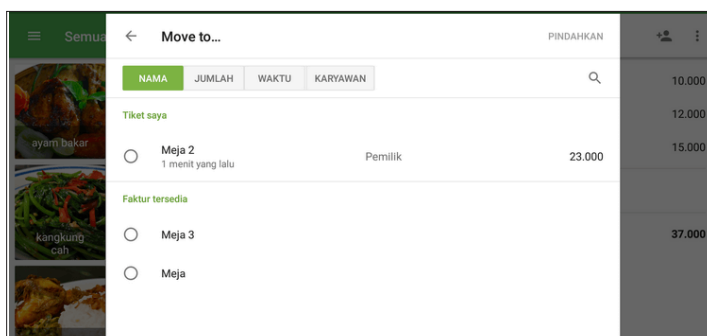 Semua
Move to...
PINDAHKAN
NAMA JUMLAH WAKTU KARYAWAN
Tiket saya
Meja 2 Pemilik 23.000
1 menit yang lalu
Faktur tersedia
Meja 3
Meja
ayam bakar
kangkung
cah
10.000
12.000
15.000
37.000